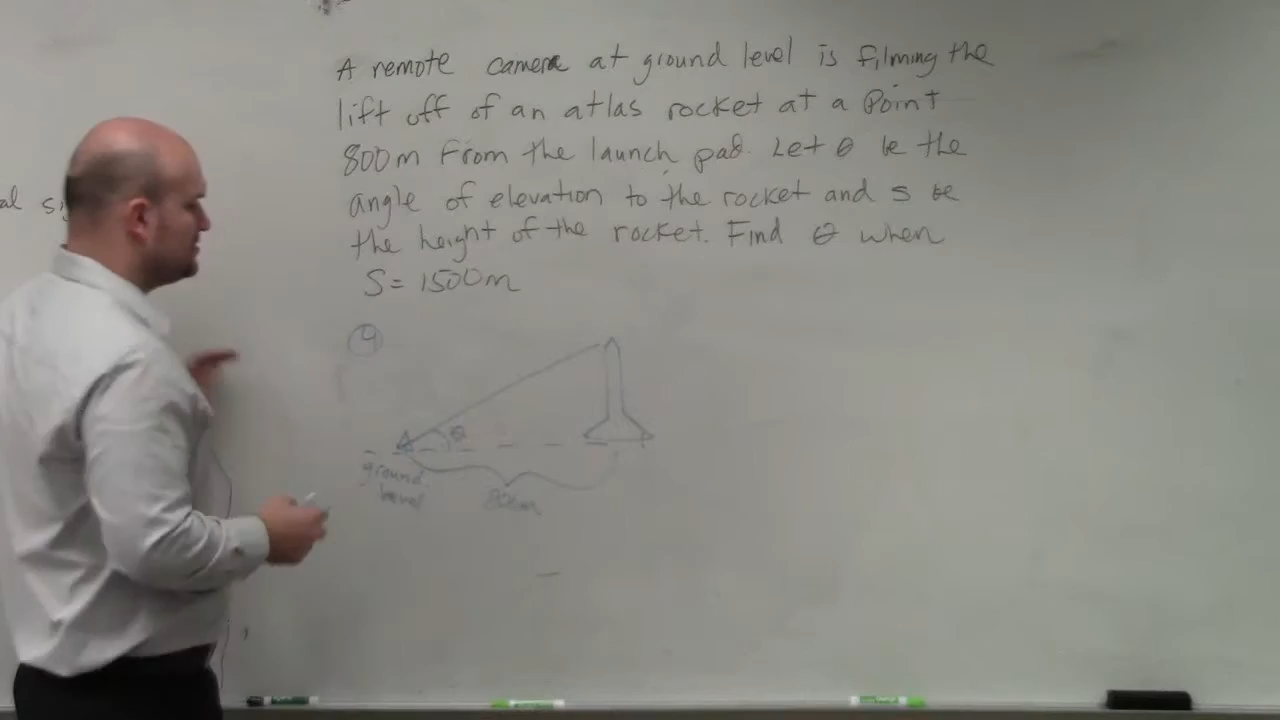 A remote camera at ground level is filming the
lift off of an atlas rocket at a Point
800m From the launch pad. Let θ be the
al si
angle of elevation to the rocket and s be
the height of the rocket. Find θ when
S = 1500m
4
θ
ground
level
800m